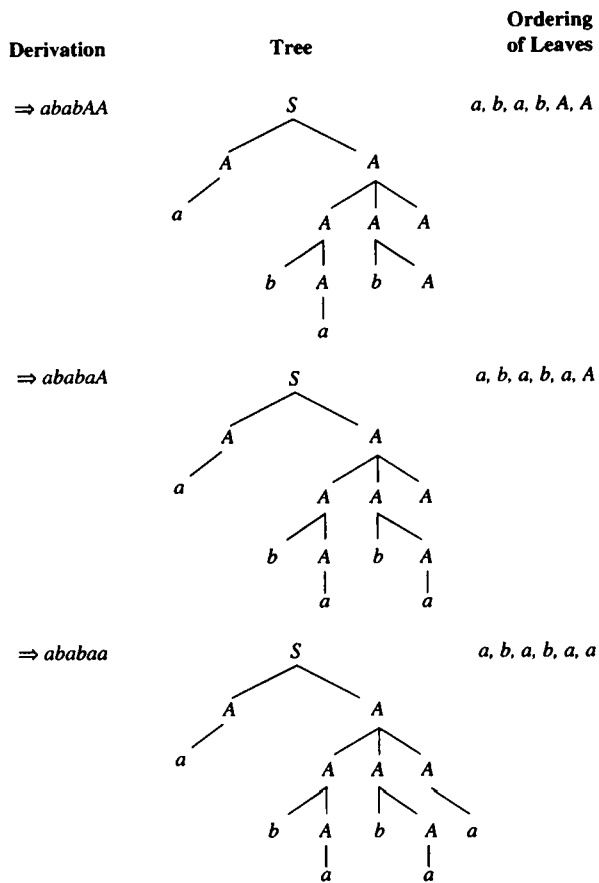 Derivation Tree Ordering of Leaves
⇒ ababAA S a, b, a, b, A, A
A A
a
A A A
b A b A
a
⇒ ababaA S a, b, a, b, a, A
A A
a
A A A
b A b A
a a
⇒ ababaa S a, b, a, b, a, a
A A
a
A A A
b A b A a
a a